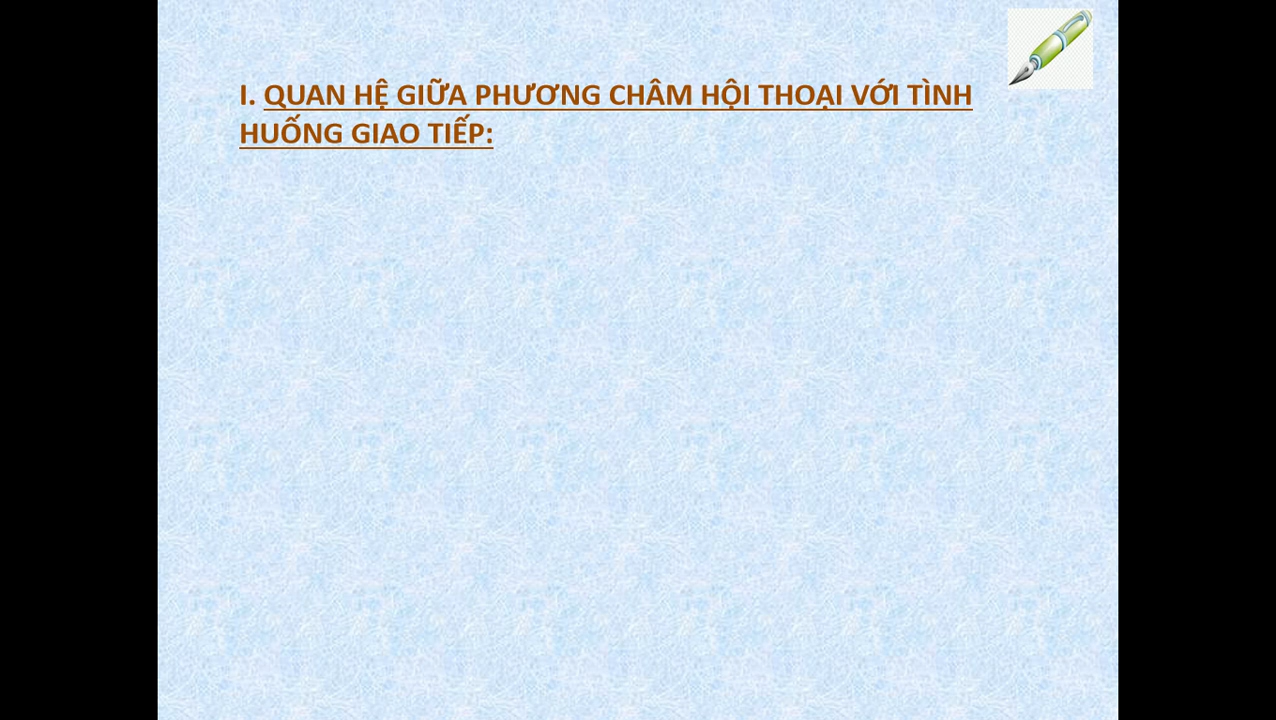 I. QUAN HỆ GIỮA PHƯƠNG CHÂM HỘI THOẠI VỚI TÌNH
HUỐNG GIAO TIẾP: